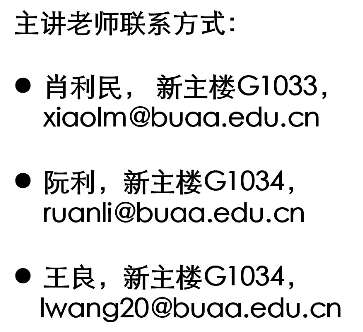 主讲老师联系方式：
● 肖利民， 新主楼G1033，
xiaolm@buaa.edu.cn
● 阮利，新主楼G1034，
ruanli@buaa.edu.cn
● 王良，新主楼G1034，
lwang20@buaa.edu.cn